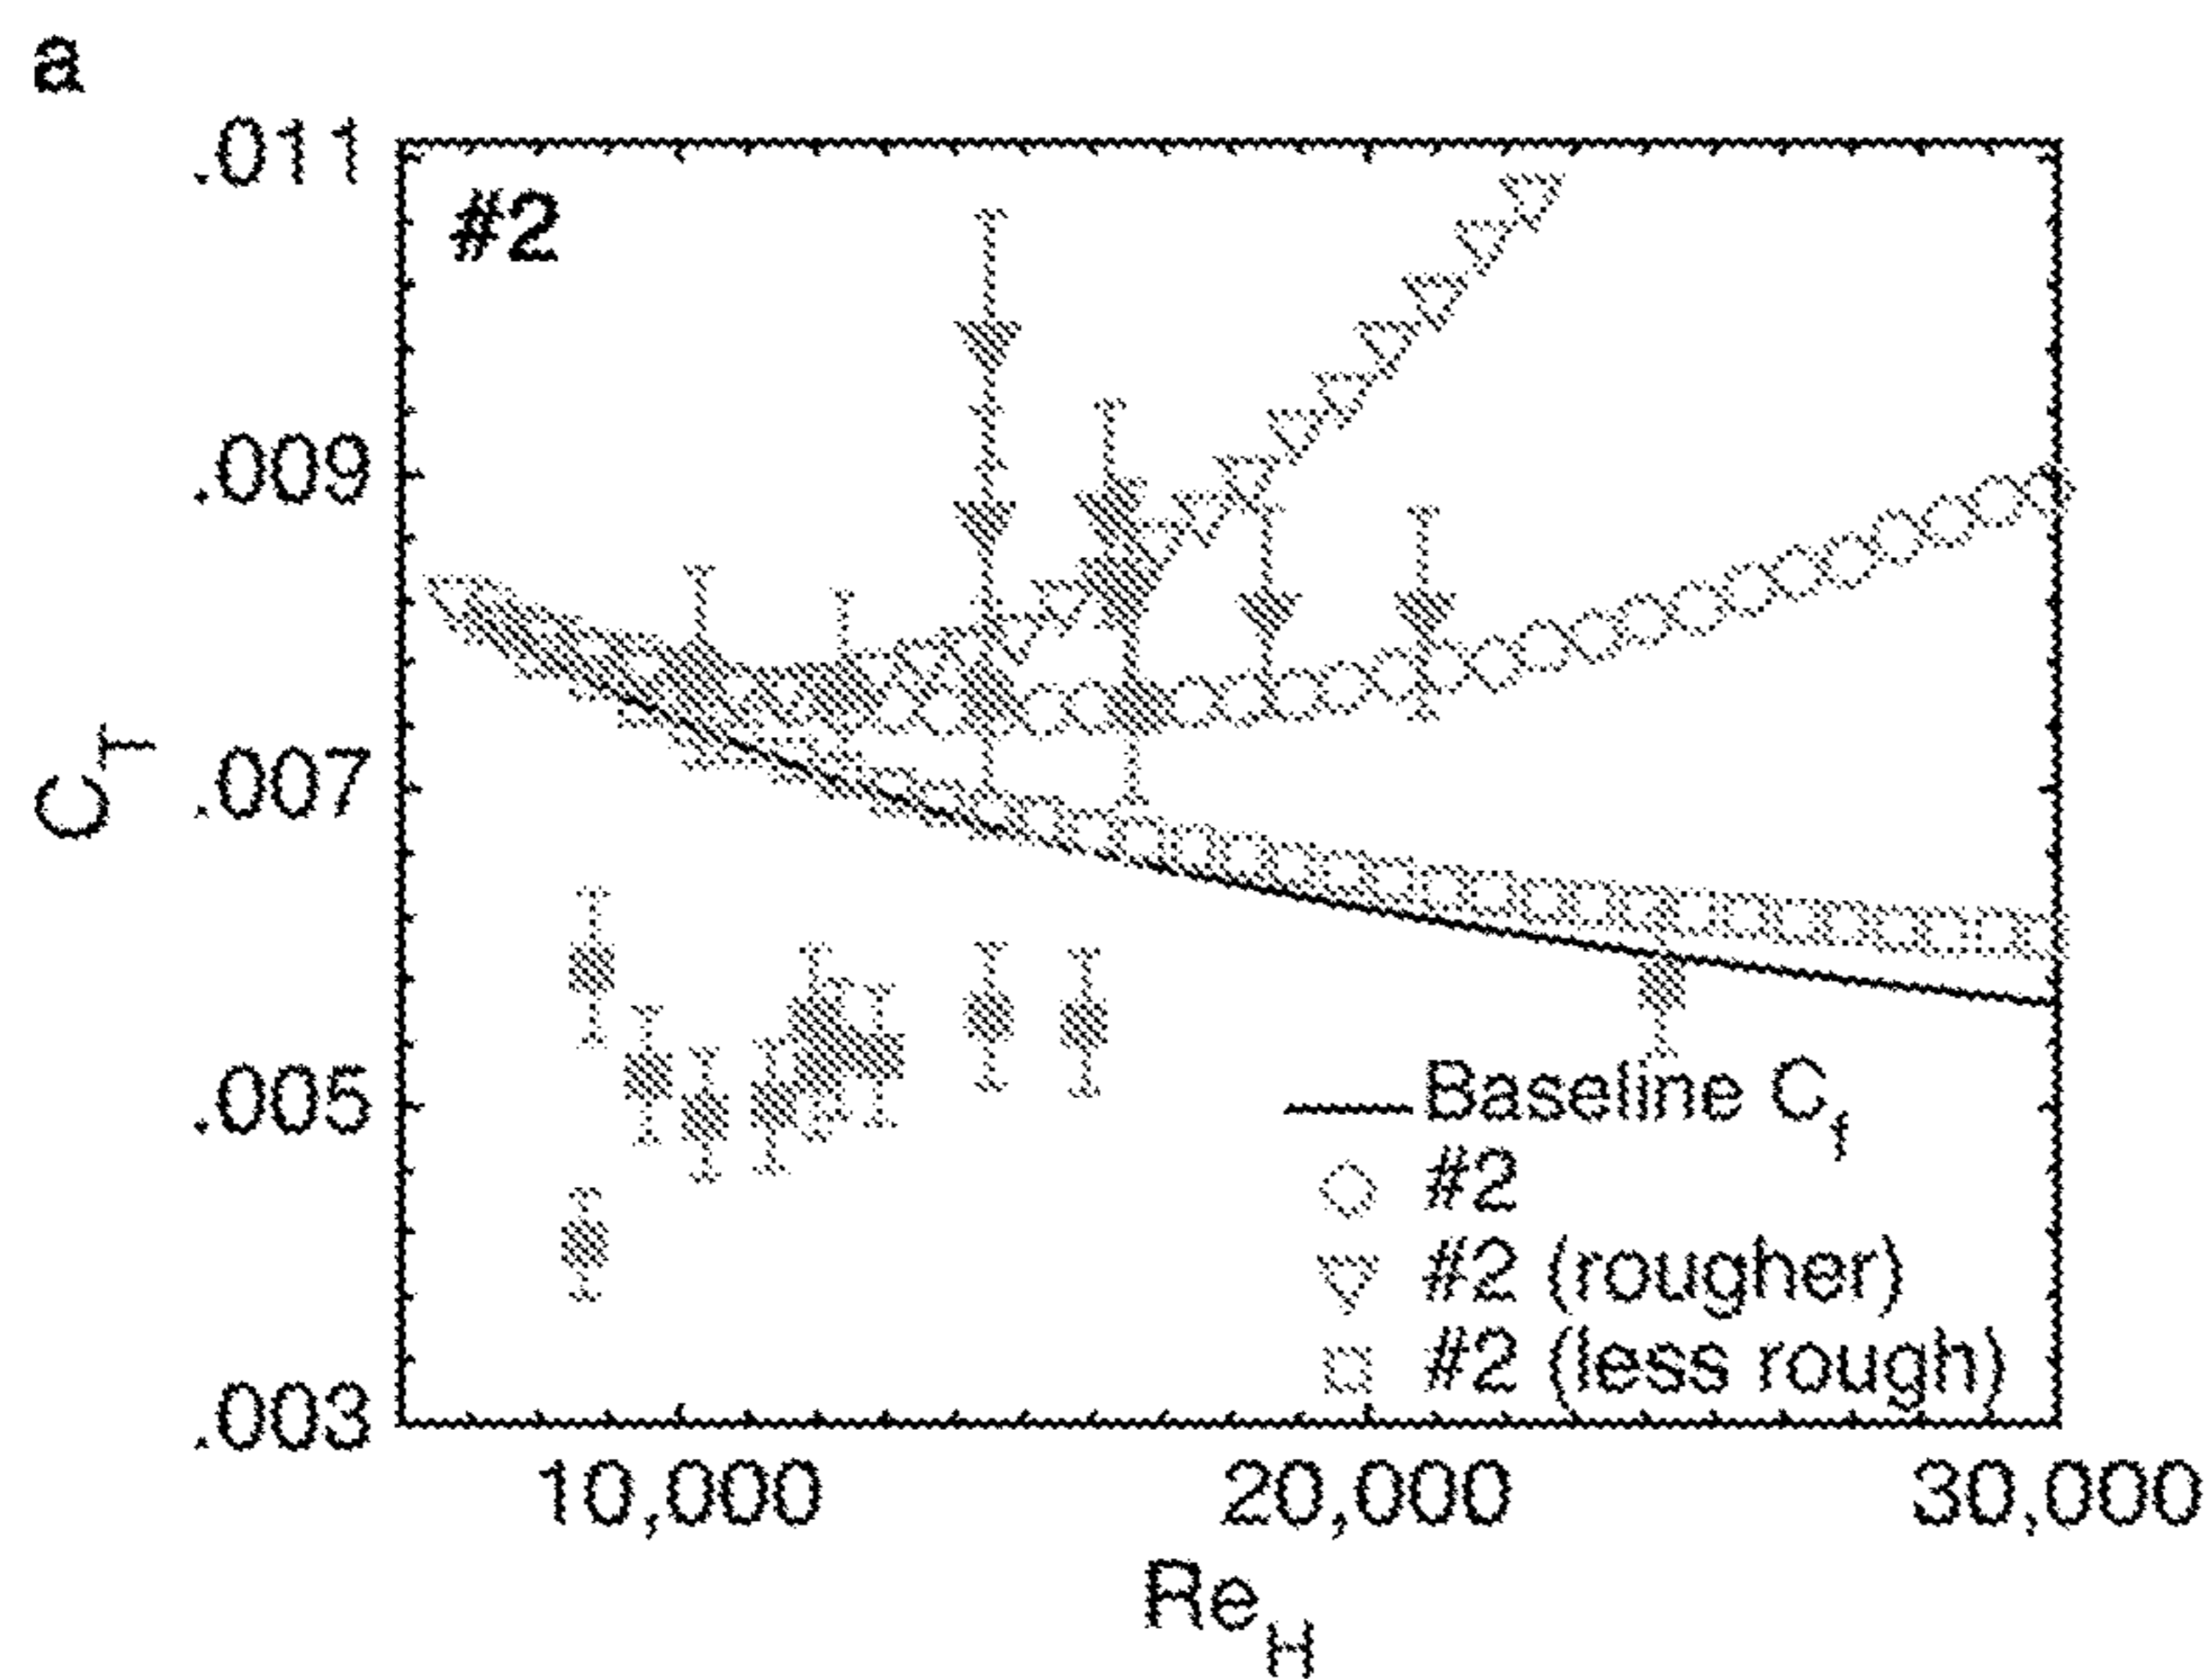 a
.011
#2
.009
.007
C_T
.005
.003
Baseline C_f
#2
#2 (rougher)
#2 (less rough)
10,000 20,000 30,000
Re_H